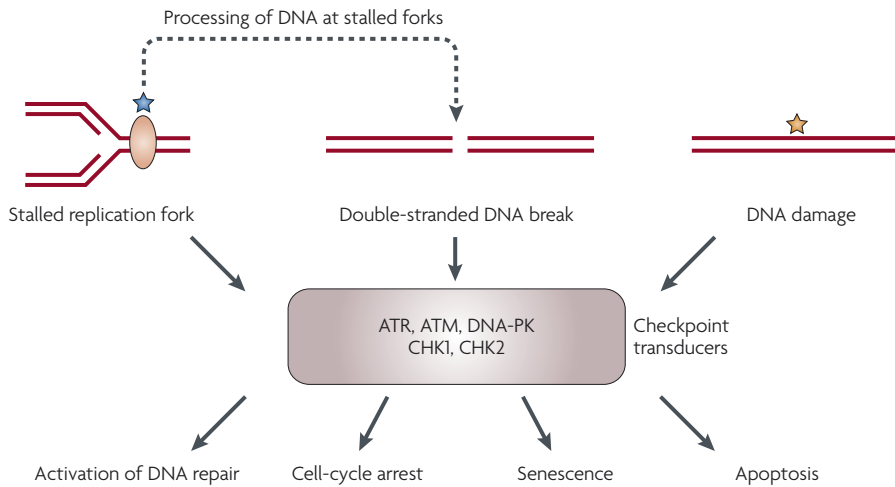 Processing of DNA at stalled forks
Stalled replication fork
Double-stranded DNA break
DNA damage
ATR, ATM, DNA-PK
CHK1, CHK2
Checkpoint
transducers
Activation of DNA repair
Cell-cycle arrest
Senescence
Apoptosis